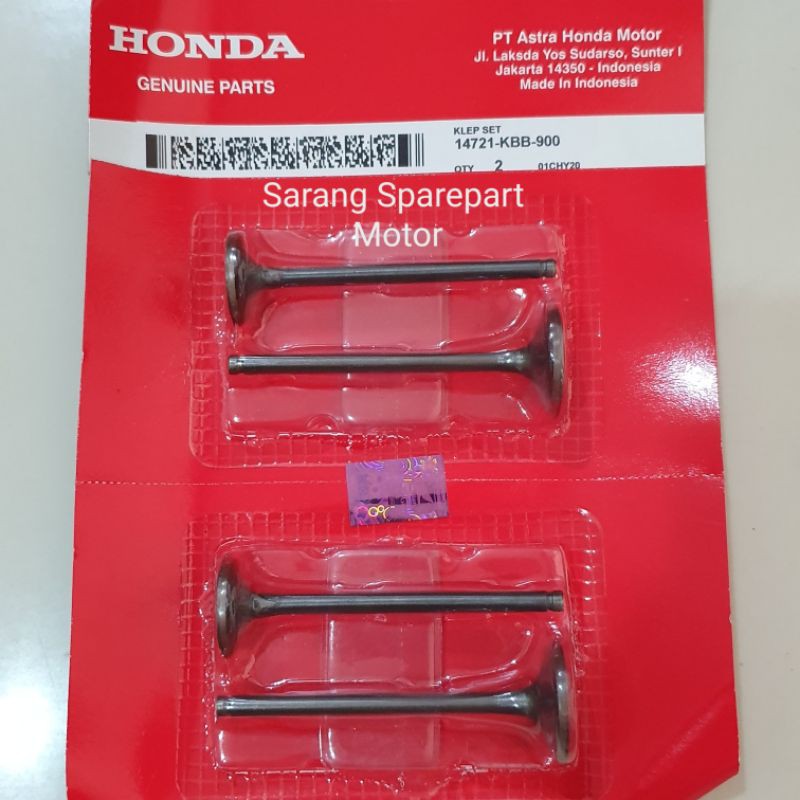 HONDA
GENUINE PARTS
PT Astra Honda Motor
Jl. Laksda Yos Sudarso, Sunter I
Jakarta 14350 - Indonesia
Made In Indonesia
KLEP SET
14721-KBB-900
QTY 2 01CHY20
Sarang Sparepart
Motor